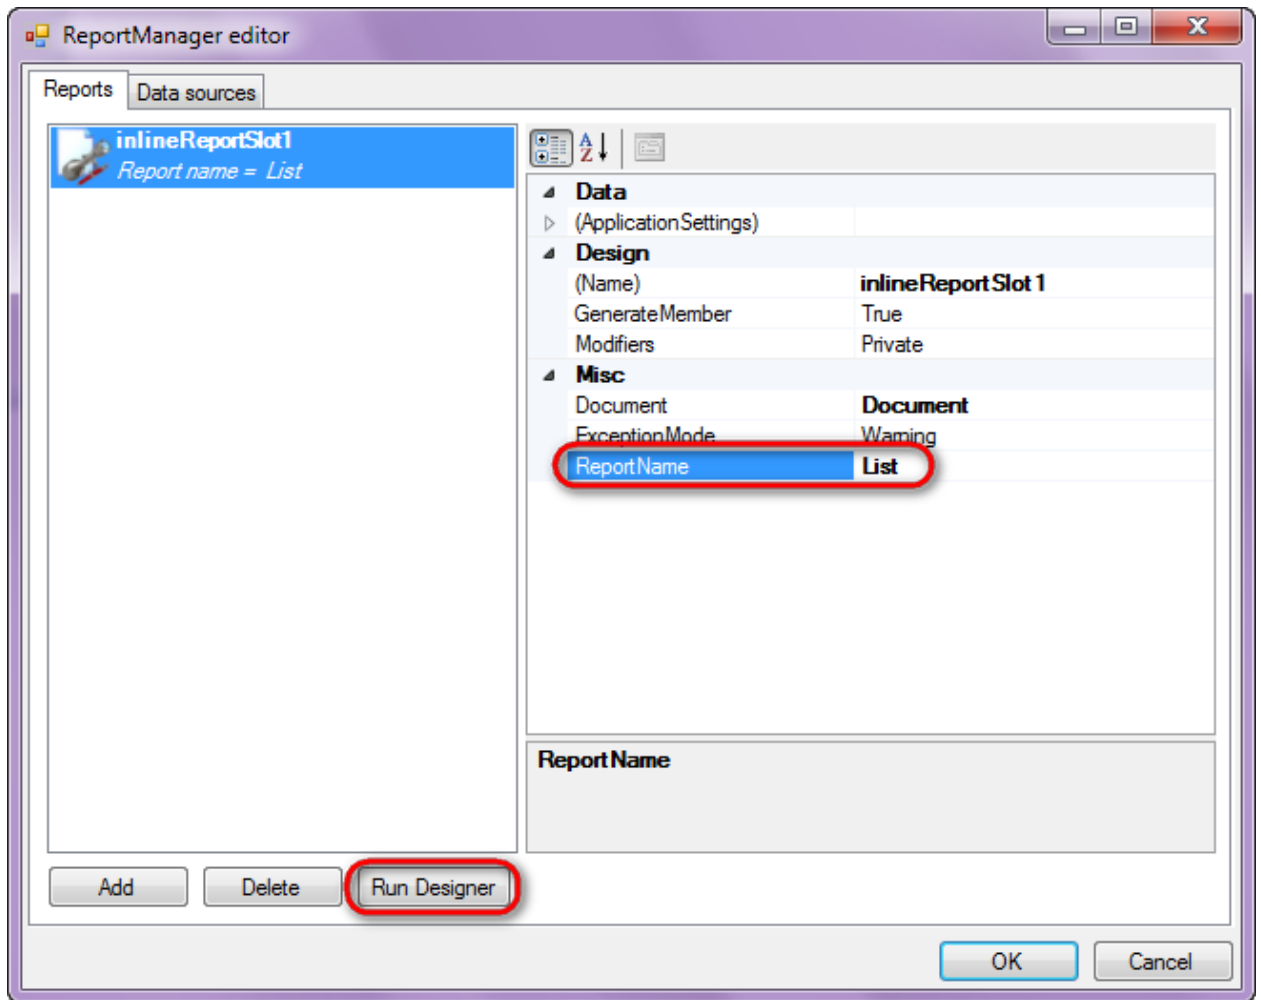 ReportManager editor
Reports
Data sources
inlineReportSlot1
Report name = List
Data
(ApplicationSettings)
Design
(Name) inlineReportSlot1
GenerateMember True
Modifiers Private
Misc
Document Document
ExceptionMode Warning
ReportName List
ReportName
Add
Delete
Run Designer
OK
Cancel